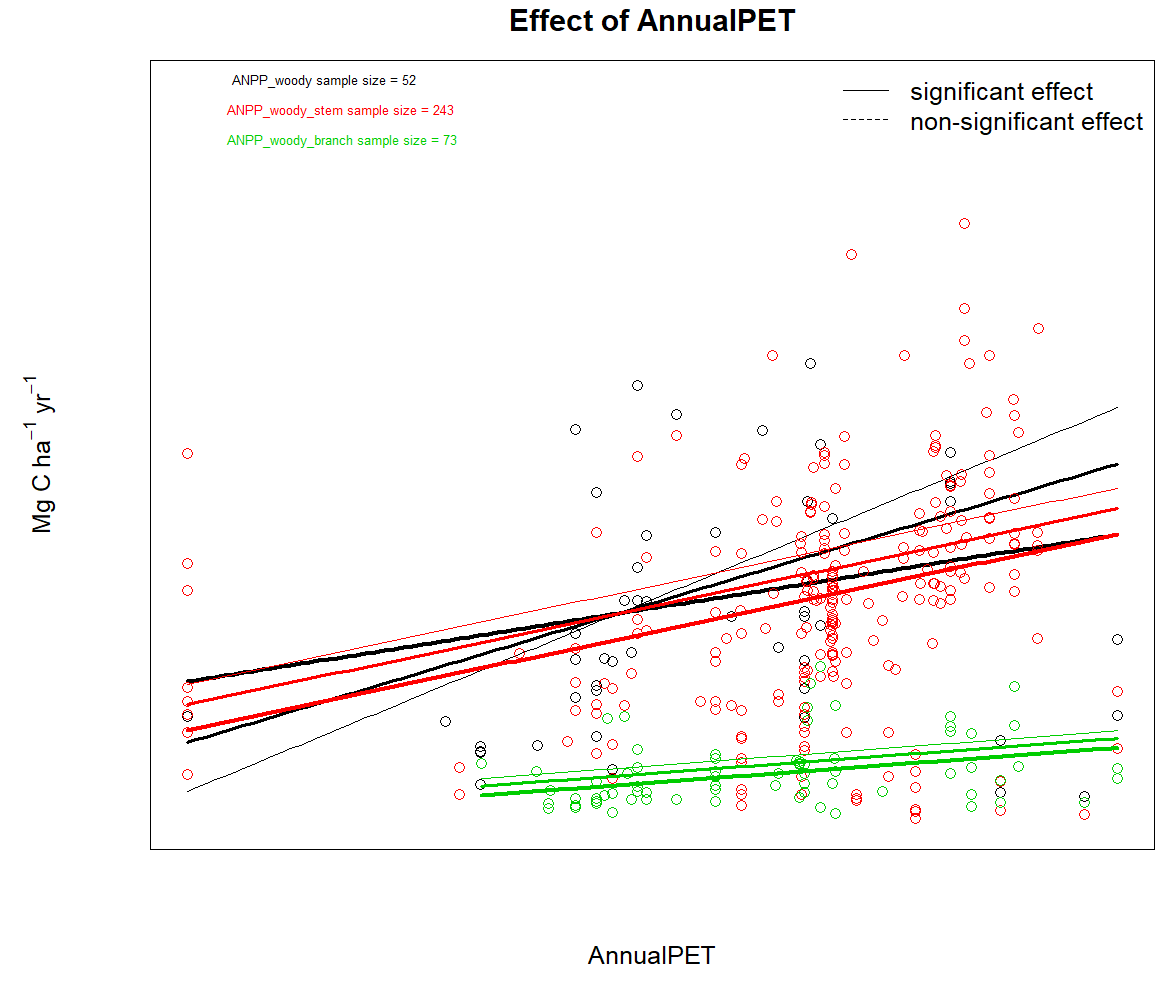 Effect of AnnualPET
ANPP_woody sample size = 52
ANPP_woody_stem sample size = 243
ANPP_woody_branch sample size = 73
significant effect
non-significant effect
Mg C ha⁻¹ yr⁻¹
AnnualPET